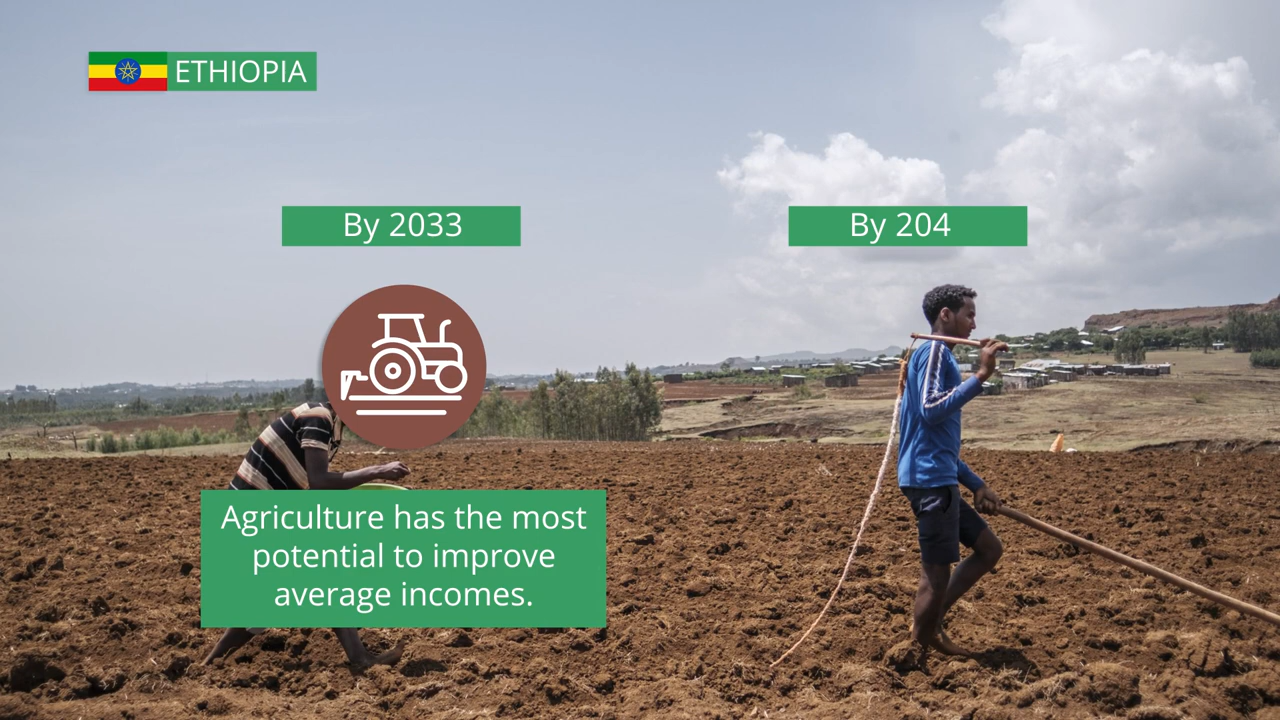 ETHIOPIA
By 2033
By 204
Agriculture has the most
potential to improve
average incomes.